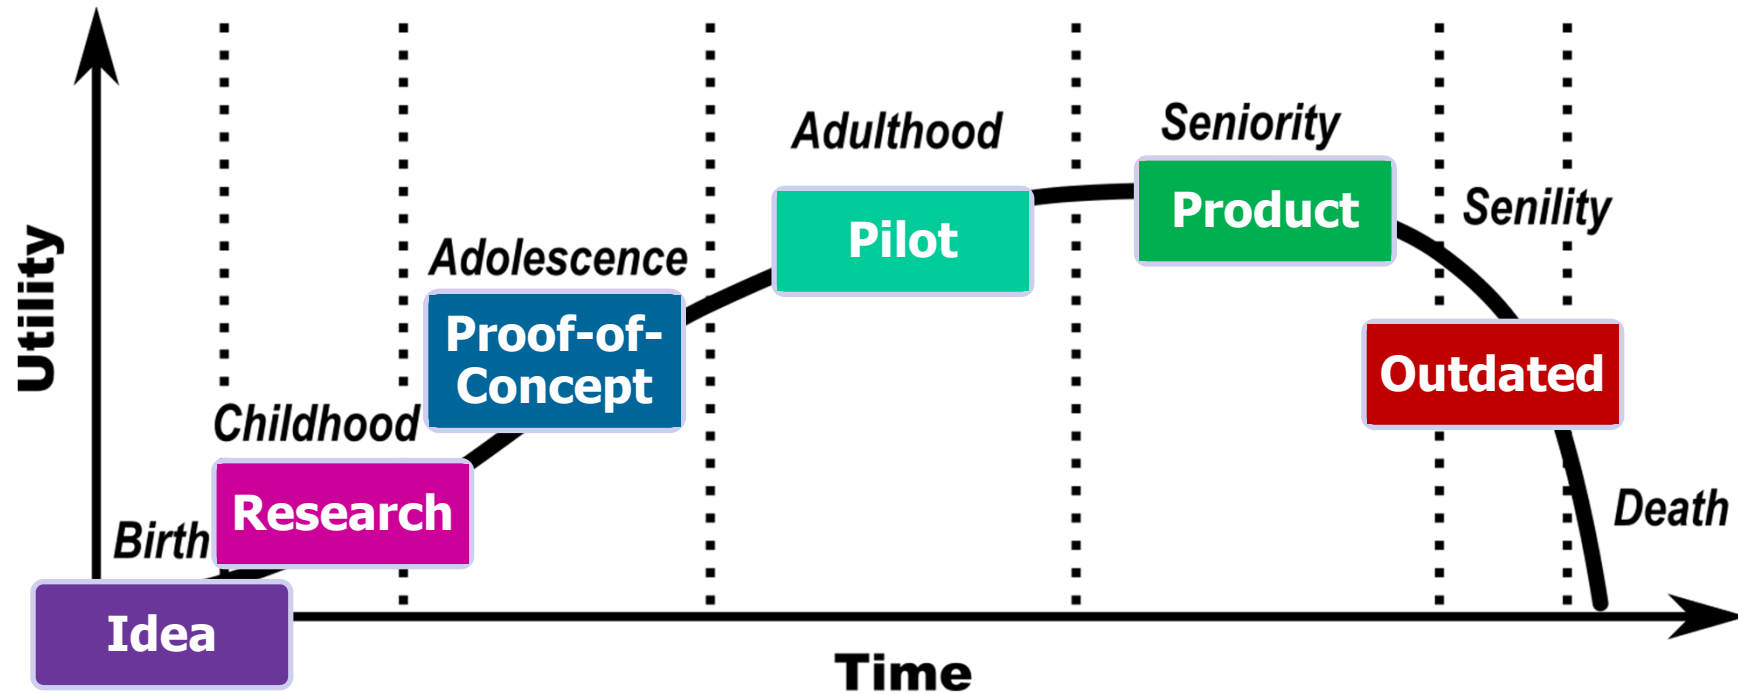 Seniority
Adulthood
Product
Senility
Pilot
Adolescence
Utility
Proof-of-
Concept
Outdated
Childhood
Research
Death
Birth
Idea
Time